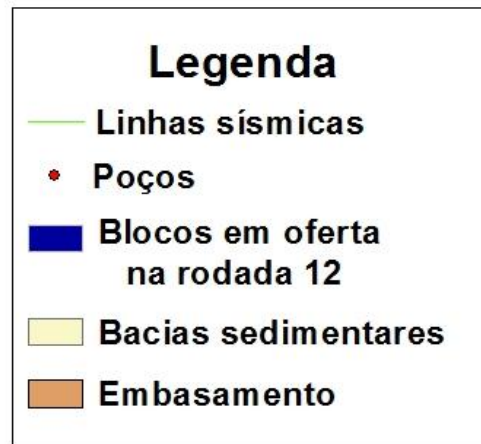 Legenda
Linhas sísmicas
Poços
Blocos em oferta
na rodada 12
Bacias sedimentares
Embasamento